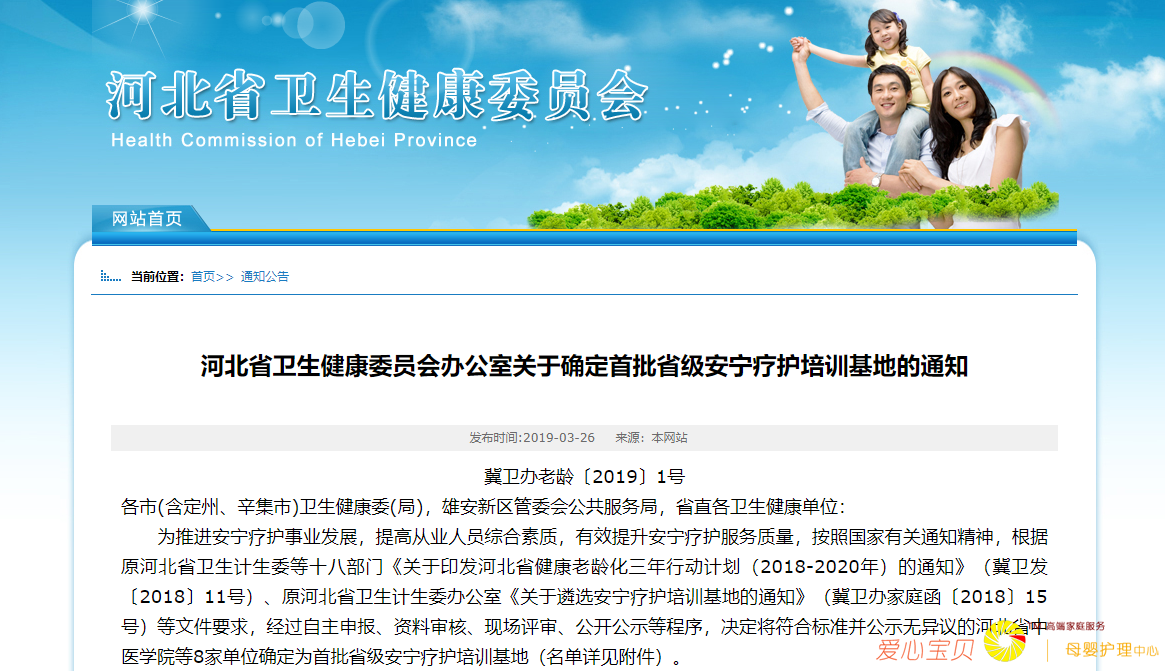 河北省卫生健康委员会
Health Commission of Hebei Province
网站首页
当前位置：首页>> 通知公告
河北省卫生健康委员会办公室关于确定首批省级安宁疗护培训基地的通知
发布时间:2019-03-26 来源：本网站
冀卫办老龄〔2019〕1号
各市(含定州、辛集市)卫生健康委(局)，雄安新区管委会公共服务局，省直各卫生健康单位：
为推进安宁疗护事业发展，提高从业人员综合素质，有效提升安宁疗护服务质量，按照国家有关通知精神，根据
原河北省卫生计生委等十八部门《关于印发河北省健康老龄化三年行动计划（2018-2020年）的通知》（冀卫发
〔2018〕11号）、原河北省卫生计生委办公室《关于遴选安宁疗护培训基地的通知》（冀卫办家庭函〔2018〕15
号）等文件要求，经过自主申报、资料审核、现场评审、公开公示等程序，决定将符合标准并公示无异议的河北省中
医学院等8家单位确定为首批省级安宁疗护培训基地（名单详见附件）。
高端家庭服务
爱心宝贝
母婴护理中心